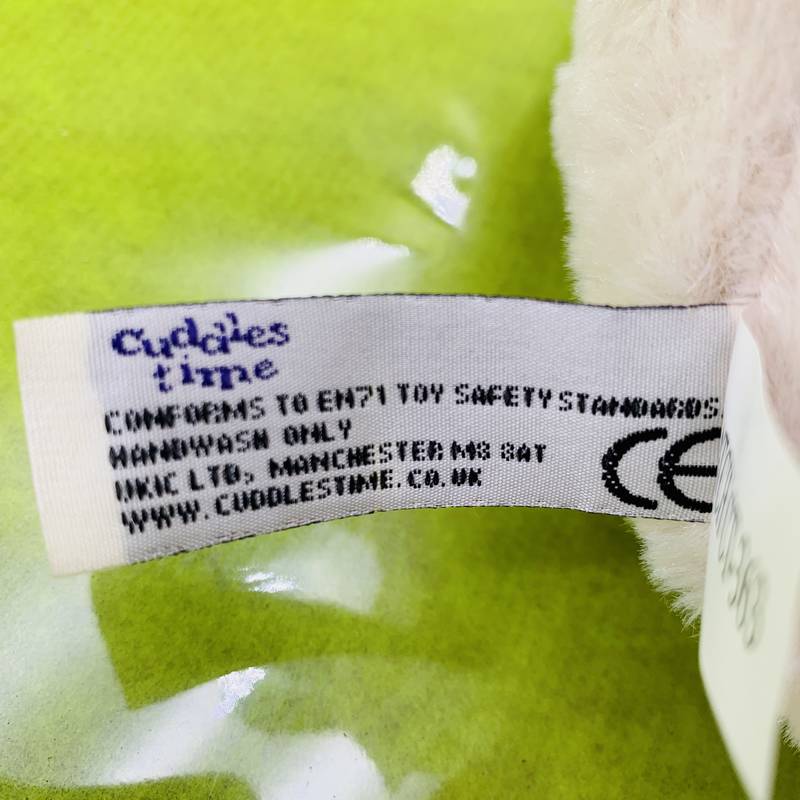 cuddles
time
CONFORMS TO EN71 TOY SAFETY STANDARDS.
HANDWASH ONLY
UKIC LTD, MANCHESTER M8 8AT
WWW.CUDDLESTIME.CO.UK
CE